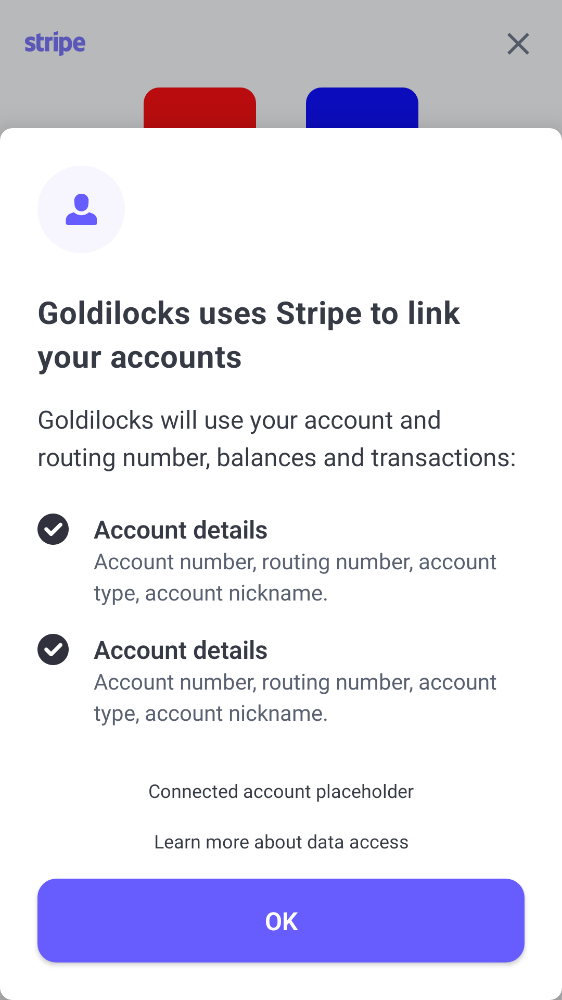 stripe
Goldilocks uses Stripe to link
your accounts
Goldilocks will use your account and
routing number, balances and transactions:
Account details
Account number, routing number, account
type, account nickname.
Account details
Account number, routing number, account
type, account nickname.
Connected account placeholder
Learn more about data access
OK